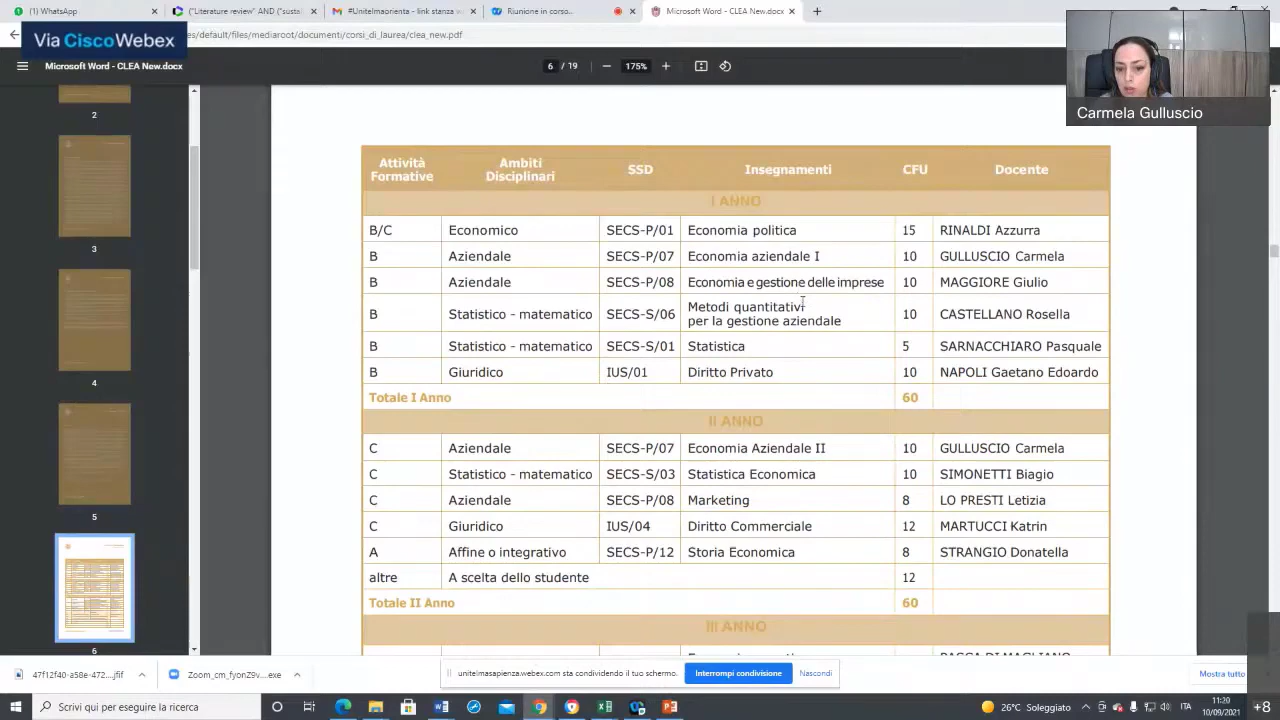 (1) WhatsApp
("Literature review" AND ("susta
#Unitelmaorienta - link stanza w
Riunione in corso...
Microsoft Word - CLEA New.docx
Via CiscoWebex
es/default/files/mediaroot/documenti/corsi_di_laurea/clea_new.pdf
Microsoft Word - CLEA New.docx
6 / 19
175%
Carmela Gulluscio
2
3
4
5
6
Attività Formative Ambiti Disciplinari SSD Insegnamenti CFU Docente
I ANNO
B/C Economico SECS-P/01 Economia politica 15 RINALDI Azzurra
B Aziendale SECS-P/07 Economia aziendale I 10 GULLUSCIO Carmela
B Aziendale SECS-P/08 Economia e gestione delle imprese 10 MAGGIORE Giulio
B Statistico - matematico SECS-S/06 Metodi quantitativi per la gestione aziendale 10 CASTELLANO Rosella
B Statistico - matematico SECS-S/01 Statistica 5 SARNACCHIARO Pasquale
B Giuridico IUS/01 Diritto Privato 10 NAPOLI Gaetano Edoardo
Totale I Anno 60
II ANNO
C Aziendale SECS-P/07 Economia Aziendale II 10 GULLUSCIO Carmela
C Statistico - matematico SECS-S/03 Statistica Economica 10 SIMONETTI Biagio
C Aziendale SECS-P/08 Marketing 8 LO PRESTI Letizia
C Giuridico IUS/04 Diritto Commerciale 12 MARTUCCI Katrin
A Affine o integrativo SECS-P/12 Storia Economica 8 STRANGIO Donatella
altre A scelta dello studente 12
Totale II Anno 60
III ANNO
47f12f40-a58e-472....jfif
Zoom_cm_fyonZ9v....exe
unitelmasapienza.webex.com sta condividendo il tuo schermo.
Interrompi condivisione
Nascondi
Mostra tutto
Scrivi qui per eseguire la ricerca
26°C Soleggiato
ITA
11:20
10/09/2021
+8